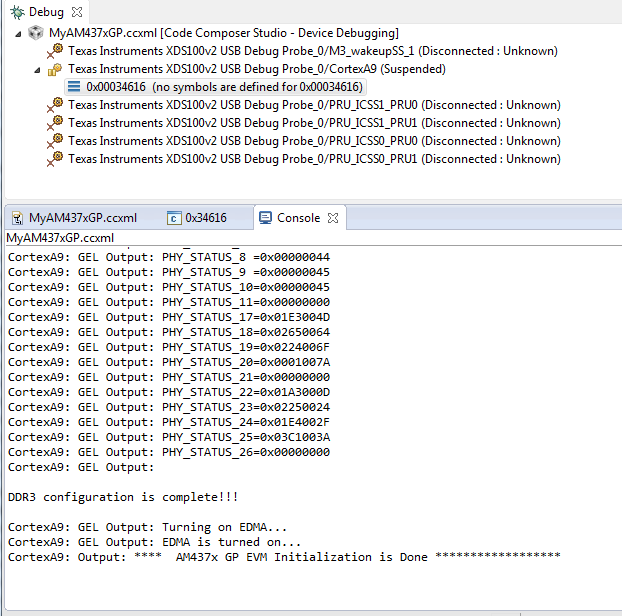 Debug
MyAM437xGP.ccxml [Code Composer Studio - Device Debugging]
Texas Instruments XDS100v2 USB Debug Probe_0/M3_wakeupSS_1 (Disconnected : Unknown)
Texas Instruments XDS100v2 USB Debug Probe_0/CortexA9 (Suspended)
0x00034616  (no symbols are defined for 0x00034616)
Texas Instruments XDS100v2 USB Debug Probe_0/PRU_ICSS1_PRU0 (Disconnected : Unknown)
Texas Instruments XDS100v2 USB Debug Probe_0/PRU_ICSS1_PRU1 (Disconnected : Unknown)
Texas Instruments XDS100v2 USB Debug Probe_0/PRU_ICSS0_PRU0 (Disconnected : Unknown)
Texas Instruments XDS100v2 USB Debug Probe_0/PRU_ICSS0_PRU1 (Disconnected : Unknown)
MyAM437xGP.ccxml 0x34616 Console
MyAM437xGP.ccxml
CortexA9: GEL Output: PHY_STATUS_8 =0x00000044
CortexA9: GEL Output: PHY_STATUS_9 =0x00000045
CortexA9: GEL Output: PHY_STATUS_10=0x00000045
CortexA9: GEL Output: PHY_STATUS_11=0x00000000
CortexA9: GEL Output: PHY_STATUS_17=0x01E3004D
CortexA9: GEL Output: PHY_STATUS_18=0x02650064
CortexA9: GEL Output: PHY_STATUS_19=0x0224006F
CortexA9: GEL Output: PHY_STATUS_20=0x0001007A
CortexA9: GEL Output: PHY_STATUS_21=0x00000000
CortexA9: GEL Output: PHY_STATUS_22=0x01A3000D
CortexA9: GEL Output: PHY_STATUS_23=0x02250024
CortexA9: GEL Output: PHY_STATUS_24=0x01E4002F
CortexA9: GEL Output: PHY_STATUS_25=0x03C1003A
CortexA9: GEL Output: PHY_STATUS_26=0x00000000
CortexA9: GEL Output:
DDR3 configuration is complete!!!
CortexA9: GEL Output: Turning on EDMA...
CortexA9: GEL Output: EDMA is turned on...
CortexA9: Output: ****  AM437x GP EVM Initialization is Done ******************